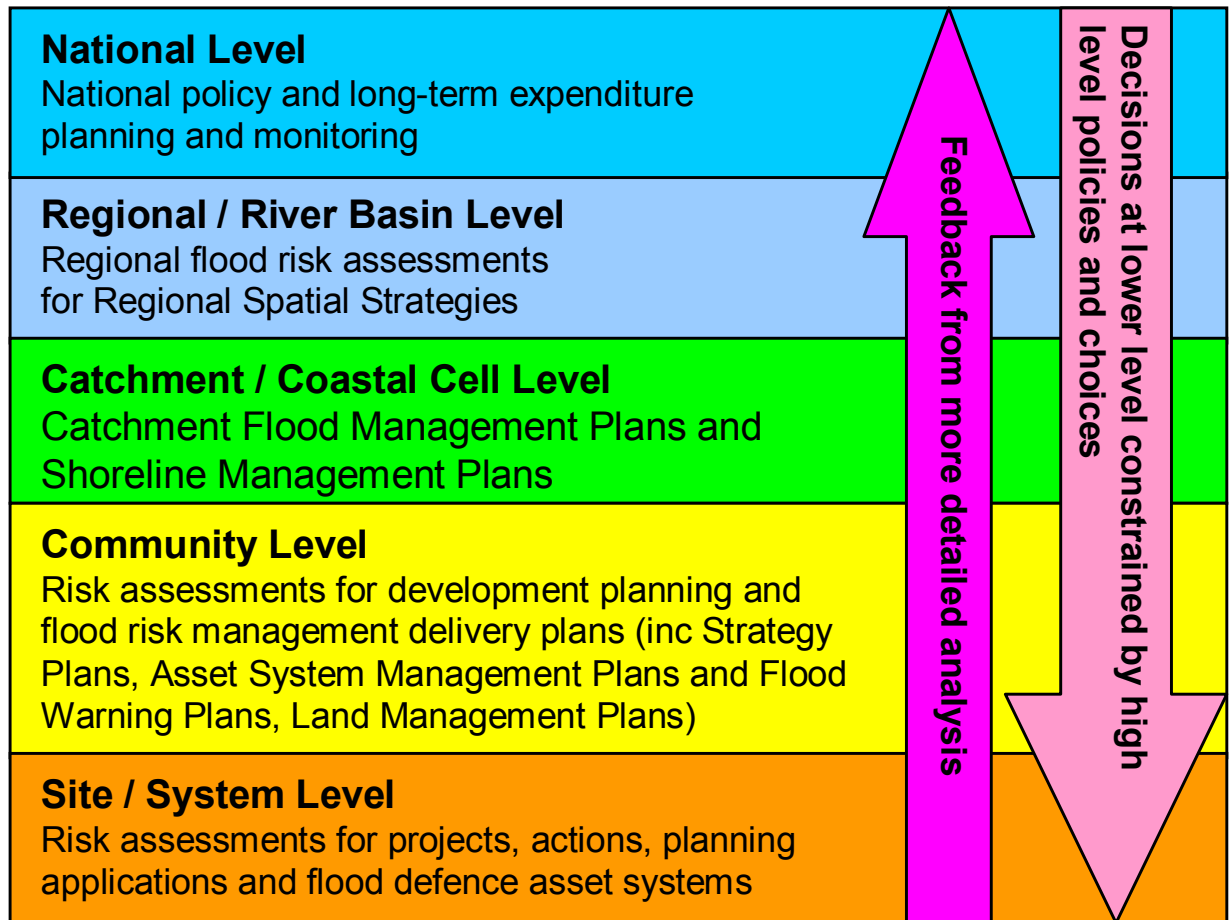 National Level
National policy and long-term expenditure
planning and monitoring
Regional / River Basin Level
Regional flood risk assessments
for Regional Spatial Strategies
Catchment / Coastal Cell Level
Catchment Flood Management Plans and
Shoreline Management Plans
Community Level
Risk assessments for development planning and
flood risk management delivery plans (inc Strategy
Plans, Asset System Management Plans and Flood
Warning Plans, Land Management Plans)
Site / System Level
Risk assessments for projects, actions, planning
applications and flood defence asset systems
Feedback from more detailed analysis
Decisions at lower level constrained by high
level policies and choices